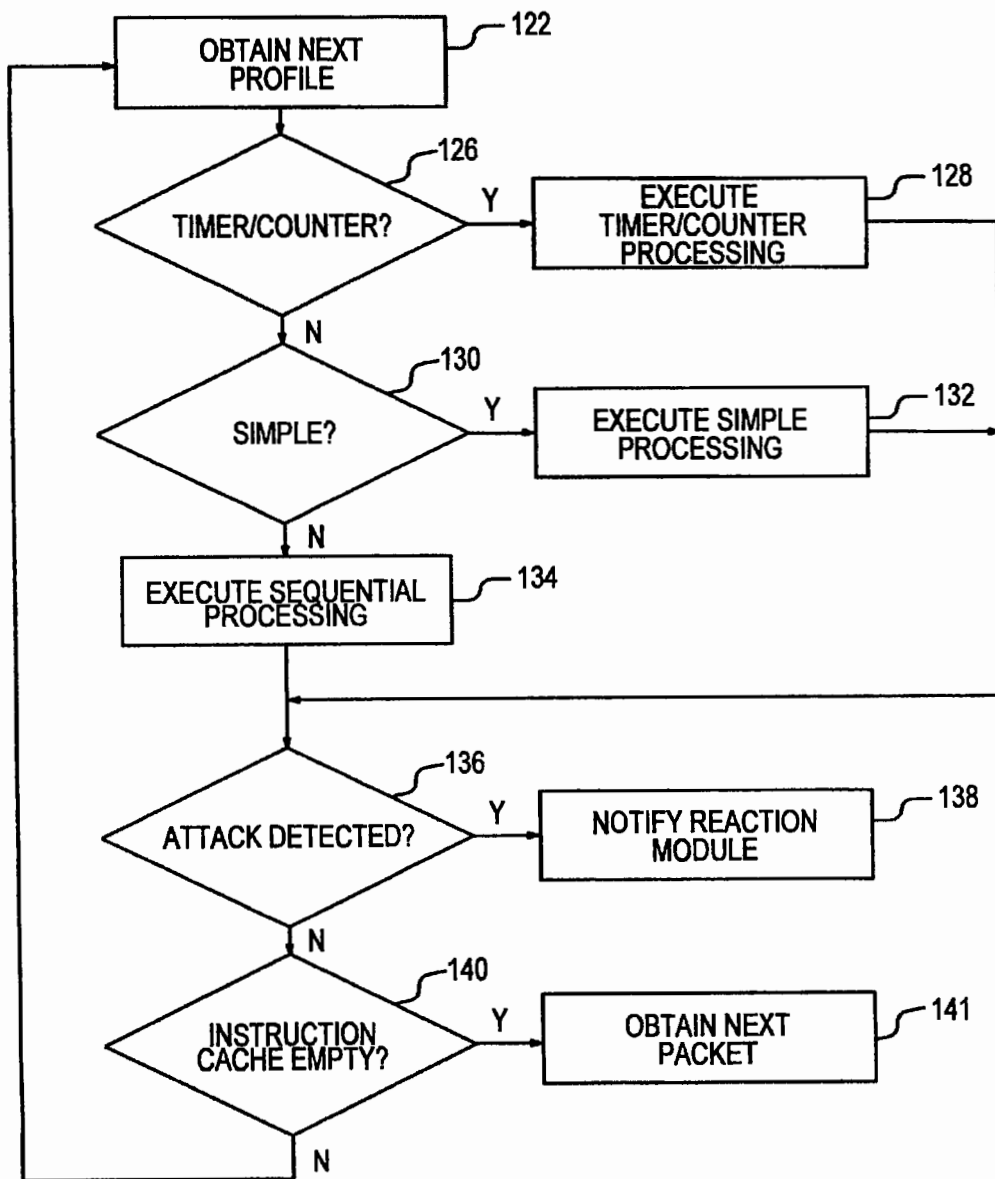 OBTAIN NEXT
PROFILE
122
126
TIMER/COUNTER?
Y
EXECUTE
TIMER/COUNTER
PROCESSING
128
N
130
SIMPLE?
Y
EXECUTE SIMPLE
PROCESSING
132
N
EXECUTE SEQUENTIAL
PROCESSING
134
136
ATTACK DETECTED?
Y
NOTIFY REACTION
MODULE
138
N
140
INSTRUCTION
CACHE EMPTY?
Y
OBTAIN NEXT
PACKET
141
N